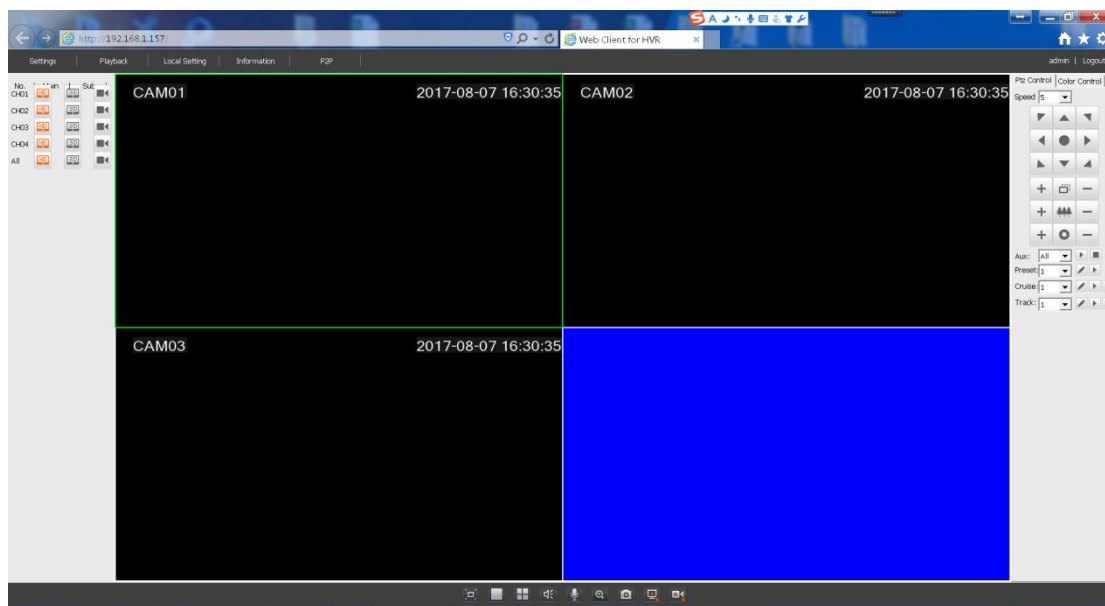 http://192.168.1.157/
Web Client for HVR
Settings
Playback
Local Setting
Information
P2P
admin
Logout
No.
Main
Sub
CH01
CH02
CH03
CH04
All
CAM01
2017-08-07 16:30:35
CAM02
2017-08-07 16:30:35
CAM03
2017-08-07 16:30:35
Ptz Control
Color Control
Speed 5
Aux: All
Preset: 1
Cruise: 1
Track: 1